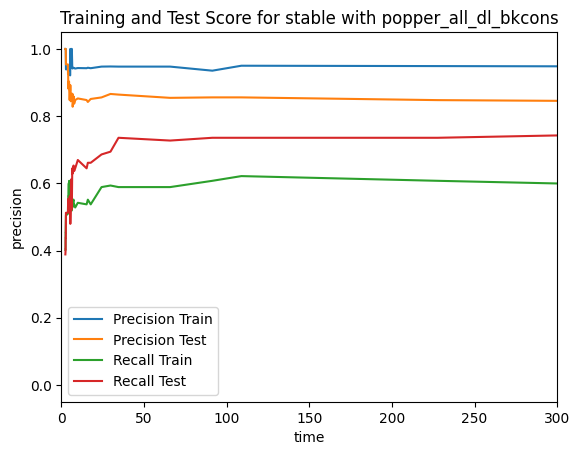 Training and Test Score for stable with popper_all_dl_bkcons
precision
1.0
0.8
0.6
0.4
0.2
0.0
Precision Train
Precision Test
Recall Train
Recall Test
0
50
100
150
200
250
300
time